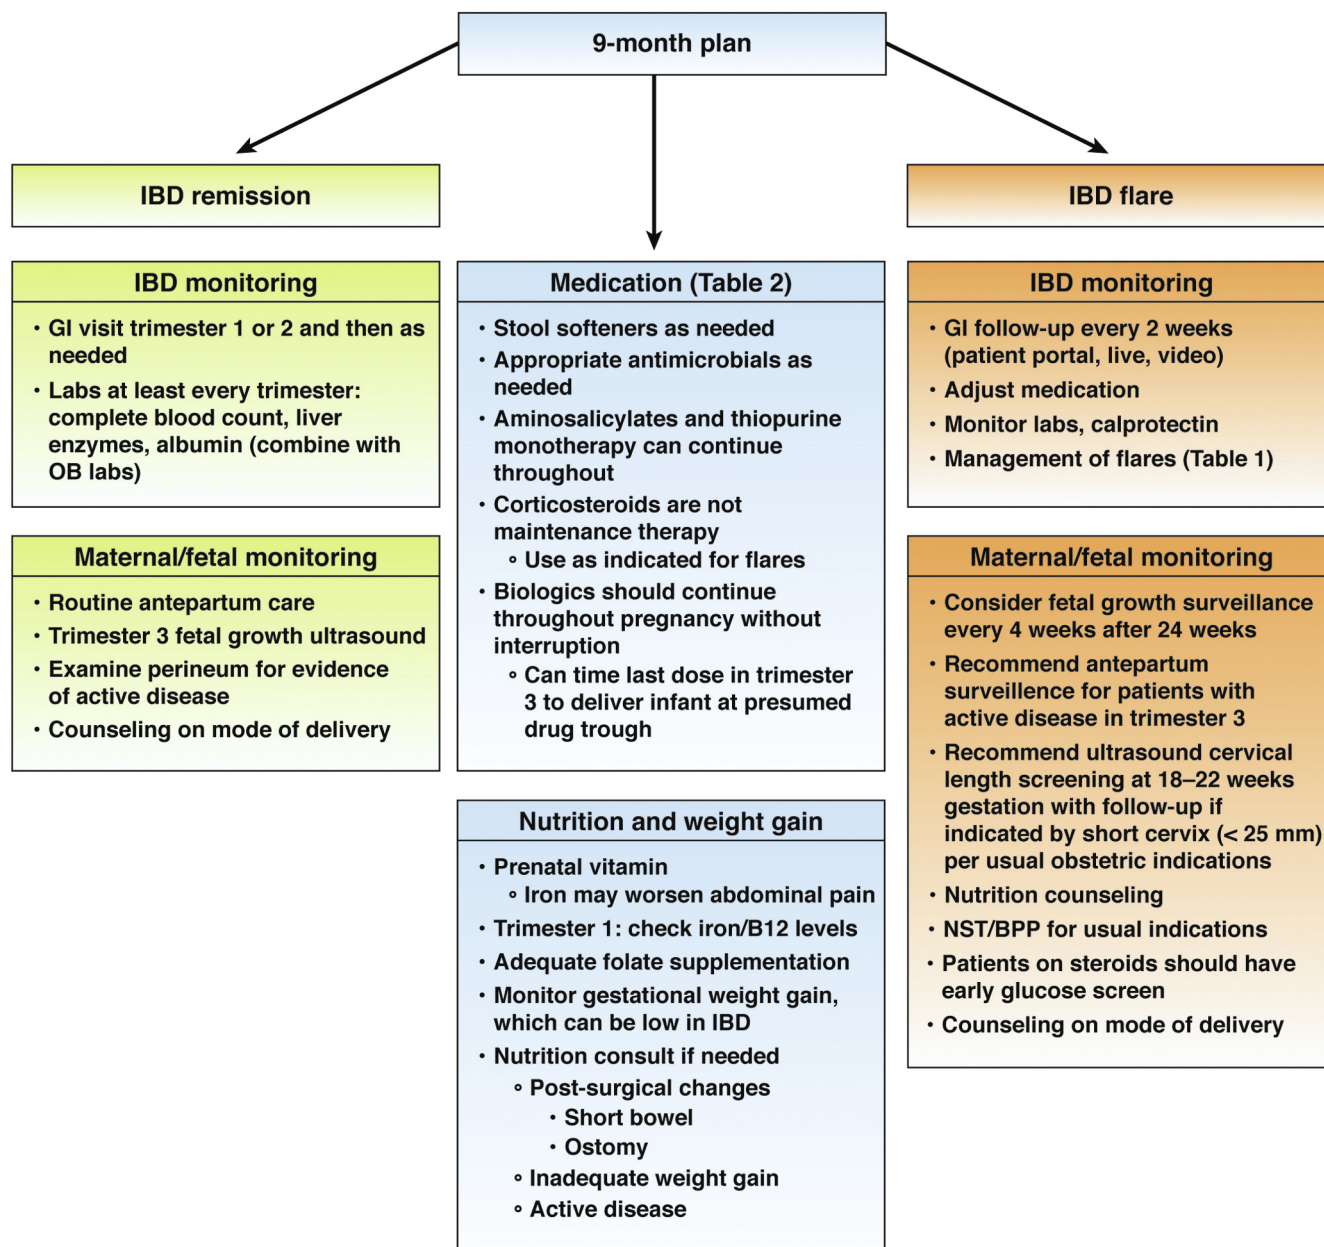 9-month plan
IBD remission
IBD monitoring
• GI visit trimester 1 or 2 and then as
needed
• Labs at least every trimester:
complete blood count, liver
enzymes, albumin (combine with
OB labs)
Maternal/fetal monitoring
• Routine antepartum care
• Trimester 3 fetal growth ultrasound
• Examine perineum for evidence
of active disease
• Counseling on mode of delivery
Medication (Table 2)
• Stool softeners as needed
• Appropriate antimicrobials as
needed
• Aminosalicylates and thiopurine
monotherapy can continue
throughout
• Corticosteroids are not
maintenance therapy
∘ Use as indicated for flares
• Biologics should continue
throughout pregnancy without
interruption
∘ Can time last dose in trimester
3 to deliver infant at presumed
drug trough
Nutrition and weight gain
• Prenatal vitamin
∘ Iron may worsen abdominal pain
• Trimester 1: check iron/B12 levels
• Adequate folate supplementation
• Monitor gestational weight gain,
which can be low in IBD
• Nutrition consult if needed
∘ Post-surgical changes
• Short bowel
• Ostomy
∘ Inadequate weight gain
∘ Active disease
IBD flare
IBD monitoring
• GI follow-up every 2 weeks
(patient portal, live, video)
• Adjust medication
• Monitor labs, calprotectin
• Management of flares (Table 1)
Maternal/fetal monitoring
• Consider fetal growth surveillance
every 4 weeks after 24 weeks
• Recommend antepartum
surveillence for patients with
active disease in trimester 3
• Recommend ultrasound cervical
length screening at 18–22 weeks
gestation with follow-up if
indicated by short cervix (< 25 mm)
per usual obstetric indications
• Nutrition counseling
• NST/BPP for usual indications
• Patients on steroids should have
early glucose screen
• Counseling on mode of delivery